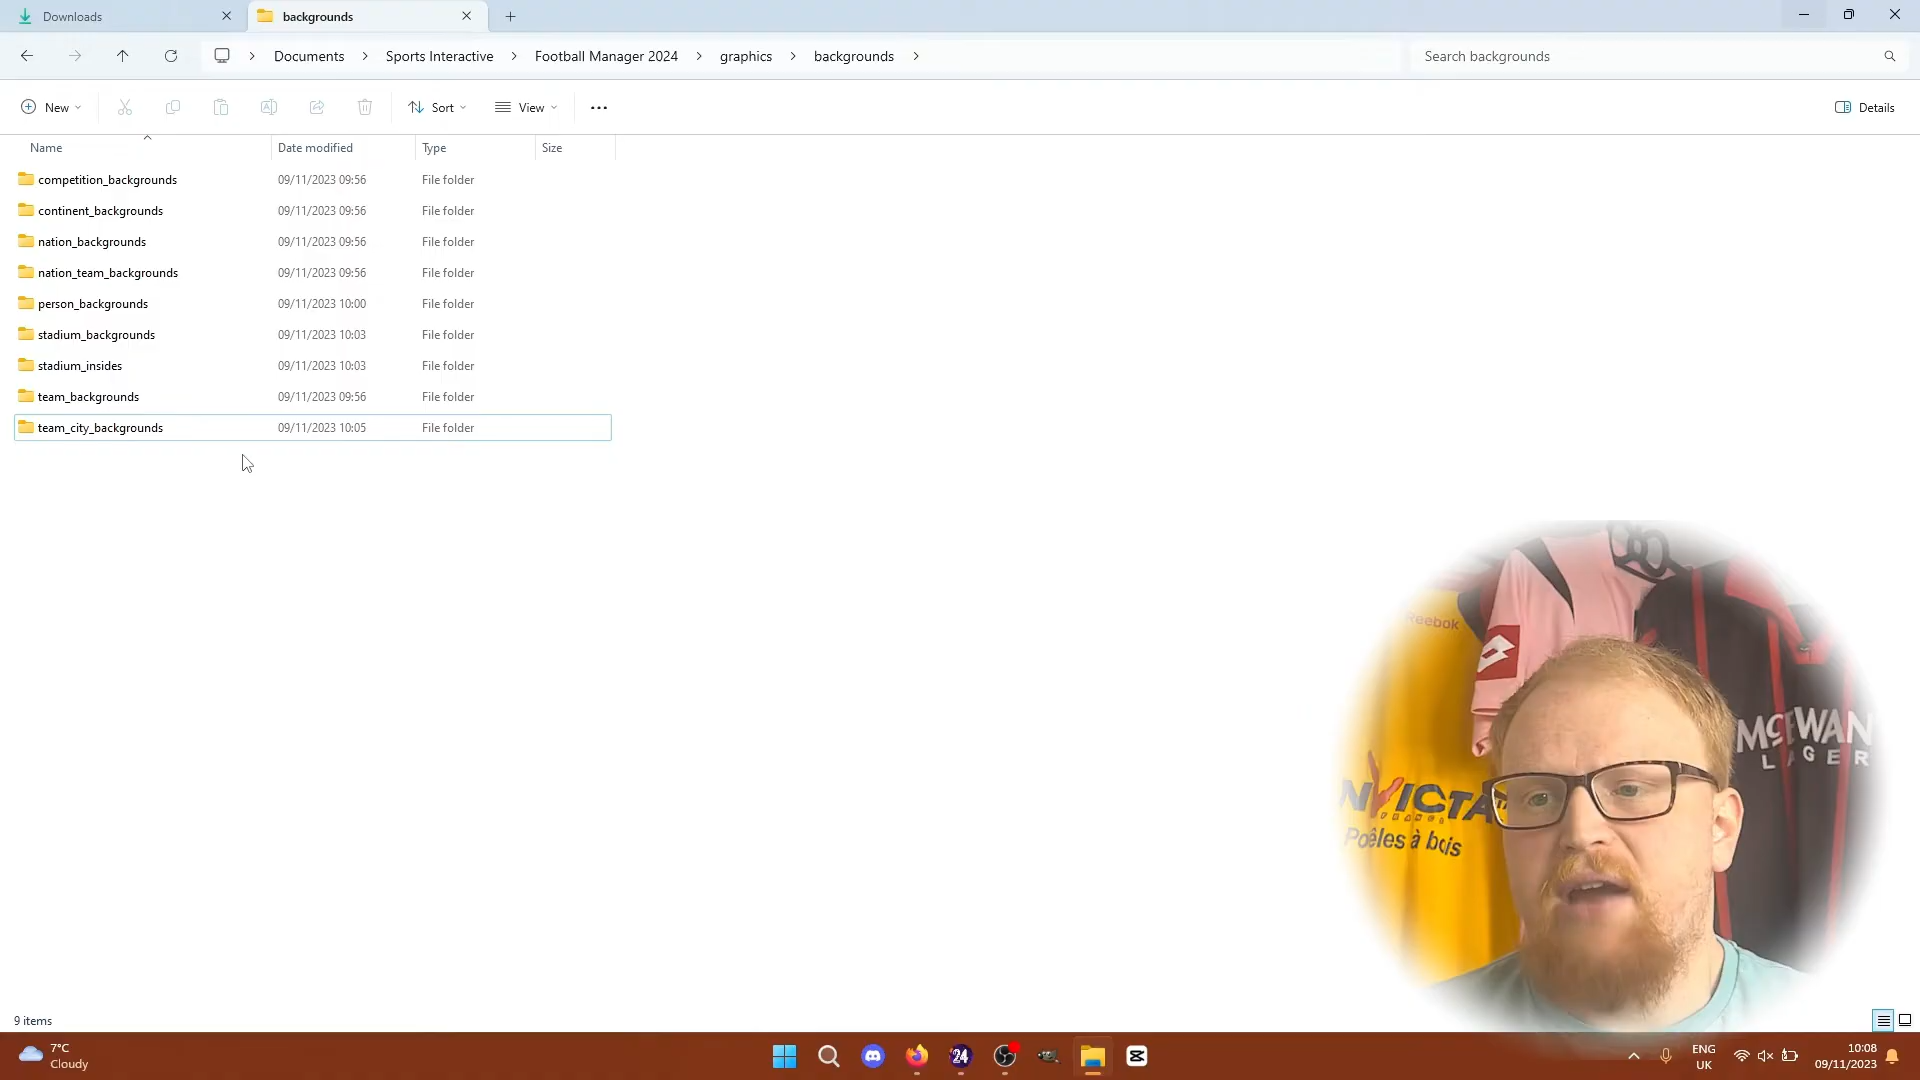 Downloads
backgrounds
Documents > Sports Interactive > Football Manager 2024 > graphics > backgrounds >
Search backgrounds
New
Sort
View
Details
Name Date modified Type Size
competition_backgrounds 09/11/2023 09:56 File folder
continent_backgrounds 09/11/2023 09:56 File folder
nation_backgrounds 09/11/2023 09:56 File folder
nation_team_backgrounds 09/11/2023 09:56 File folder
person_backgrounds 09/11/2023 10:00 File folder
stadium_backgrounds 09/11/2023 10:03 File folder
stadium_insides 09/11/2023 10:03 File folder
team_backgrounds 09/11/2023 09:56 File folder
team_city_backgrounds 09/11/2023 10:05 File folder
Reebok
McEWAN
LAGER
NVICTA
FRANCE
Poêles à bois
9 items
7°C
Cloudy
24
ENG
UK
10:08
09/11/2023